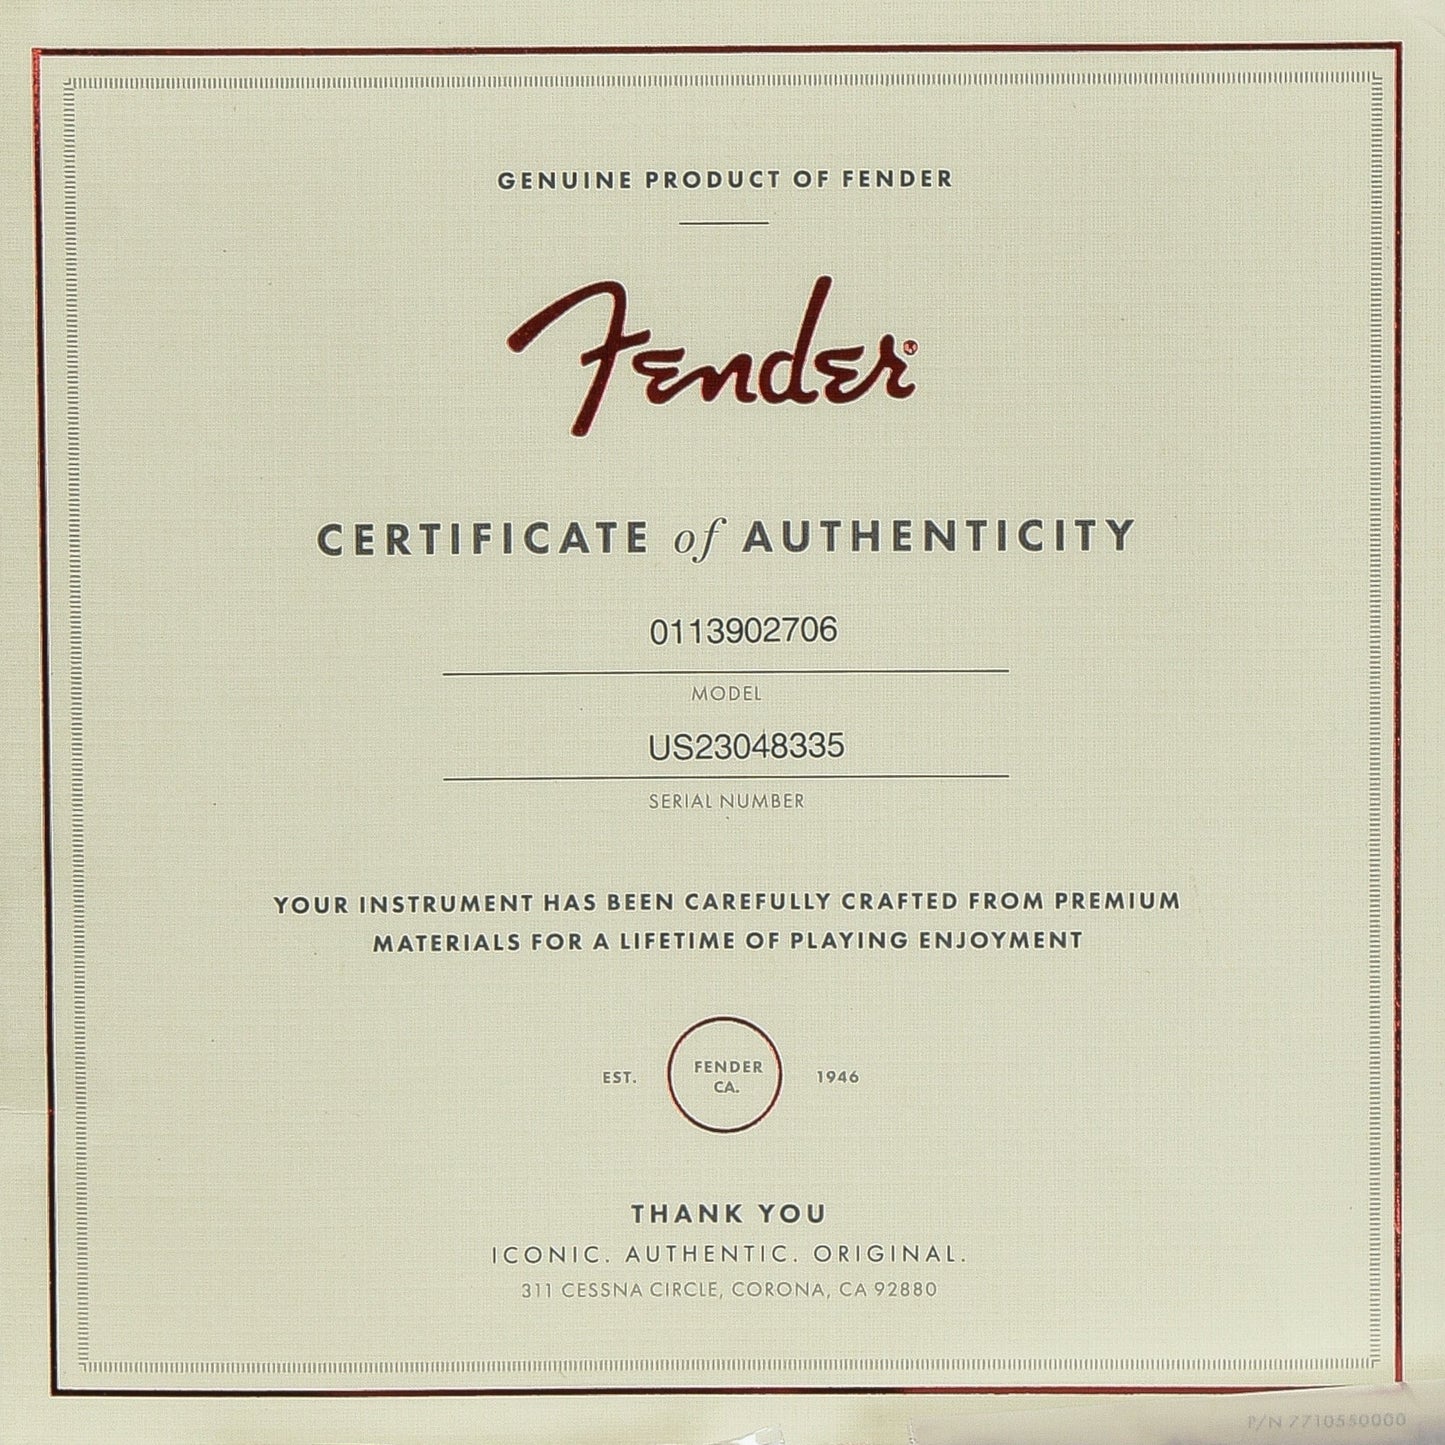 GENUINE PRODUCT OF FENDER
Fender®
CERTIFICATE of AUTHENTICITY
0113902706
MODEL
US23048335
SERIAL NUMBER
YOUR INSTRUMENT HAS BEEN CAREFULLY CRAFTED FROM PREMIUM
MATERIALS FOR A LIFETIME OF PLAYING ENJOYMENT
EST. FENDER 1946
CA.
THANK YOU
ICONIC. AUTHENTIC. ORIGINAL.
311 CESSNA CIRCLE, CORONA, CA 92880
P/N 7710550000